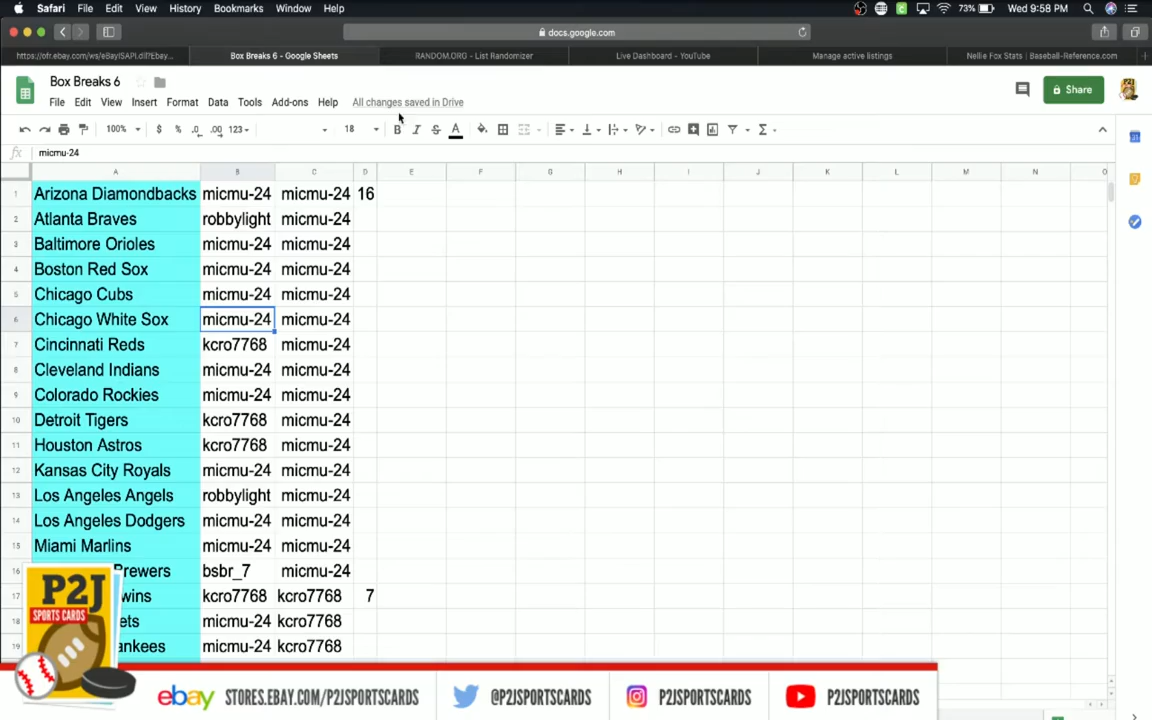 Safari File Edit View History Bookmarks Window Help 73% Wed 9:58 PM
docs.google.com
https://ofr.ebay.com/ws/eBayISAPI.dll?Ebay... Box Breaks 6 - Google Sheets RANDOM.ORG - List Randomizer Live Dashboard - YouTube Manage active listings Nellie Fox Stats | Baseball-Reference.com
Box Breaks 6
File Edit View Insert Format Data Tools Add-ons Help All changes saved in Drive
Share
100% $ % .0 .00 123 18 B I S A
fx micmu-24
A B C D E F G H I J K L M N O
1 Arizona Diamondbacks micmu-24 micmu-24 16
2 Atlanta Braves robbylight micmu-24
3 Baltimore Orioles micmu-24 micmu-24
4 Boston Red Sox micmu-24 micmu-24
5 Chicago Cubs micmu-24 micmu-24
6 Chicago White Sox micmu-24 micmu-24
7 Cincinnati Reds kcro7768 micmu-24
8 Cleveland Indians micmu-24 micmu-24
9 Colorado Rockies micmu-24 micmu-24
10 Detroit Tigers kcro7768 micmu-24
11 Houston Astros kcro7768 micmu-24
12 Kansas City Royals micmu-24 micmu-24
13 Los Angeles Angels robbylight micmu-24
14 Los Angeles Dodgers micmu-24 micmu-24
15 Miami Marlins micmu-24 micmu-24
16 Brewers bsbr_7 micmu-24
17 wins kcro7768 kcro7768 7
18 ets micmu-24 kcro7768
19 ankees micmu-24 kcro7768
P2J
SPORTS CARDS
ebay STORES.EBAY.COM/P2JSPORTSCARDS @P2JSPORTSCARDS P2JSPORTSCARDS P2JSPORTSCARDS